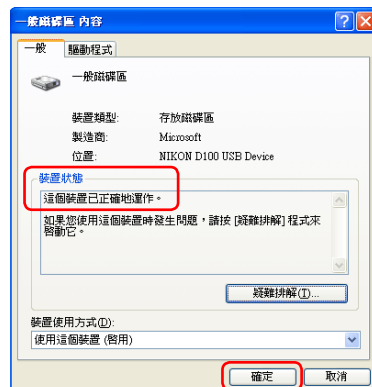 一般磁碟區 內容
一般
驅動程式
一般磁碟區
裝置類型: 存放磁碟區
製造商: Microsoft
位置: NIKON D100 USB Device
裝置狀態
這個裝置已正確地運作。
如果您使用這個裝置時發生問題，請按 [疑難排解] 程式來
啓動它。
疑難排解(I)...
裝置使用方式(D):
使用這個裝置 (啓用)
確定
取消